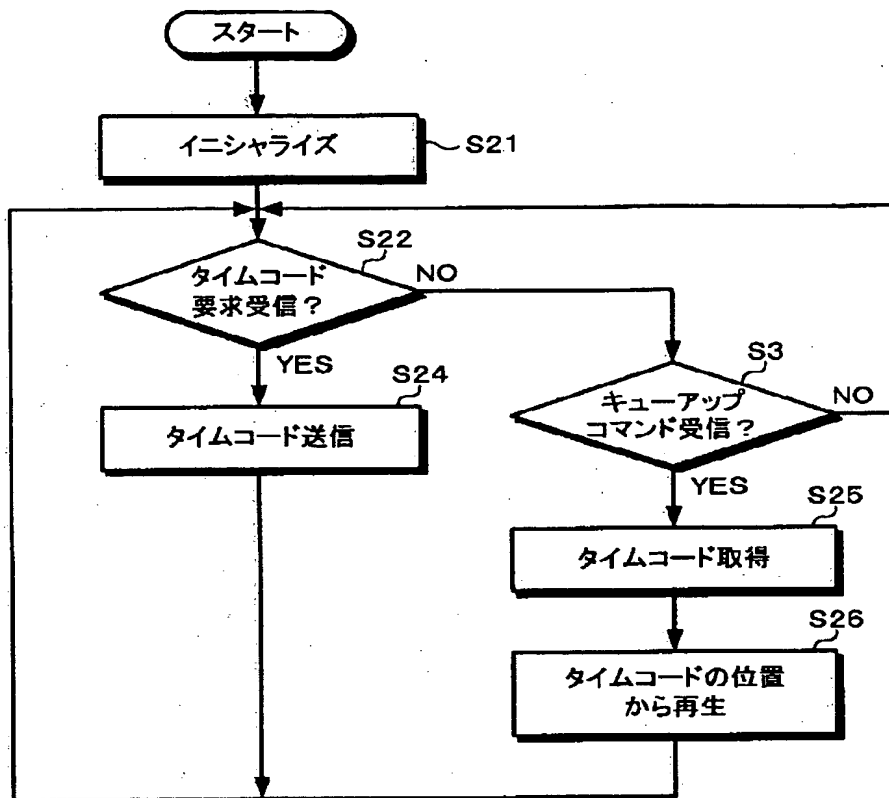 スタート
イニシャライズ
S21
S22
タイムコード
要求受信?
NO
YES
S24
タイムコード送信
S3
キューアップ
コマンド受信?
NO
YES
S25
タイムコード取得
S26
タイムコードの位置
から再生